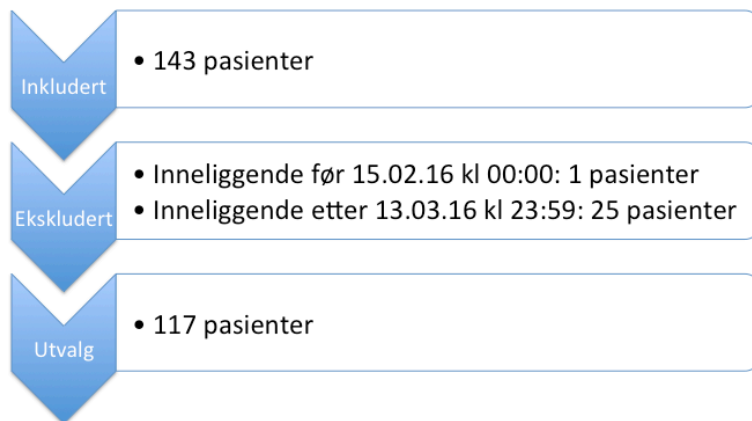 Inkludert
• 143 pasienter
Ekskludert
• Inneliggende før 15.02.16 kl 00:00: 1 pasienter
• Inneliggende etter 13.03.16 kl 23:59: 25 pasienter
Utvalg
• 117 pasienter